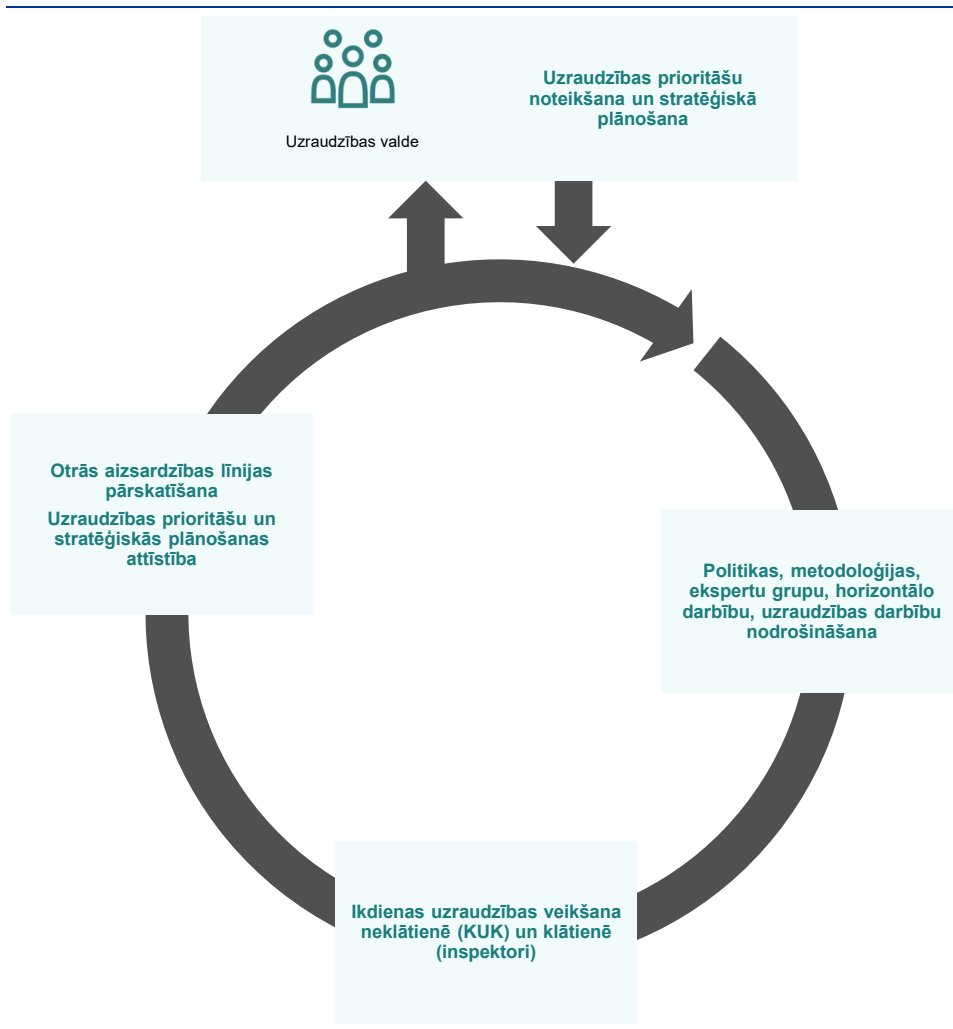 Uzraudzības valde
Uzraudzības prioritāšu
noteikšana un stratēģiskā
plānošana
Otrās aizsardzības līnijas
pārskatīšana
Uzraudzības prioritāšu un
stratēģiskās plānošanas
attīstība
Politikas, metodoloģijas,
ekspertu grupu, horizontālo
darbību, uzraudzības darbību
nodrošināšana
Ikdienas uzraudzības veikšana
neklātienē (KUK) un klātienē
(inspektori)